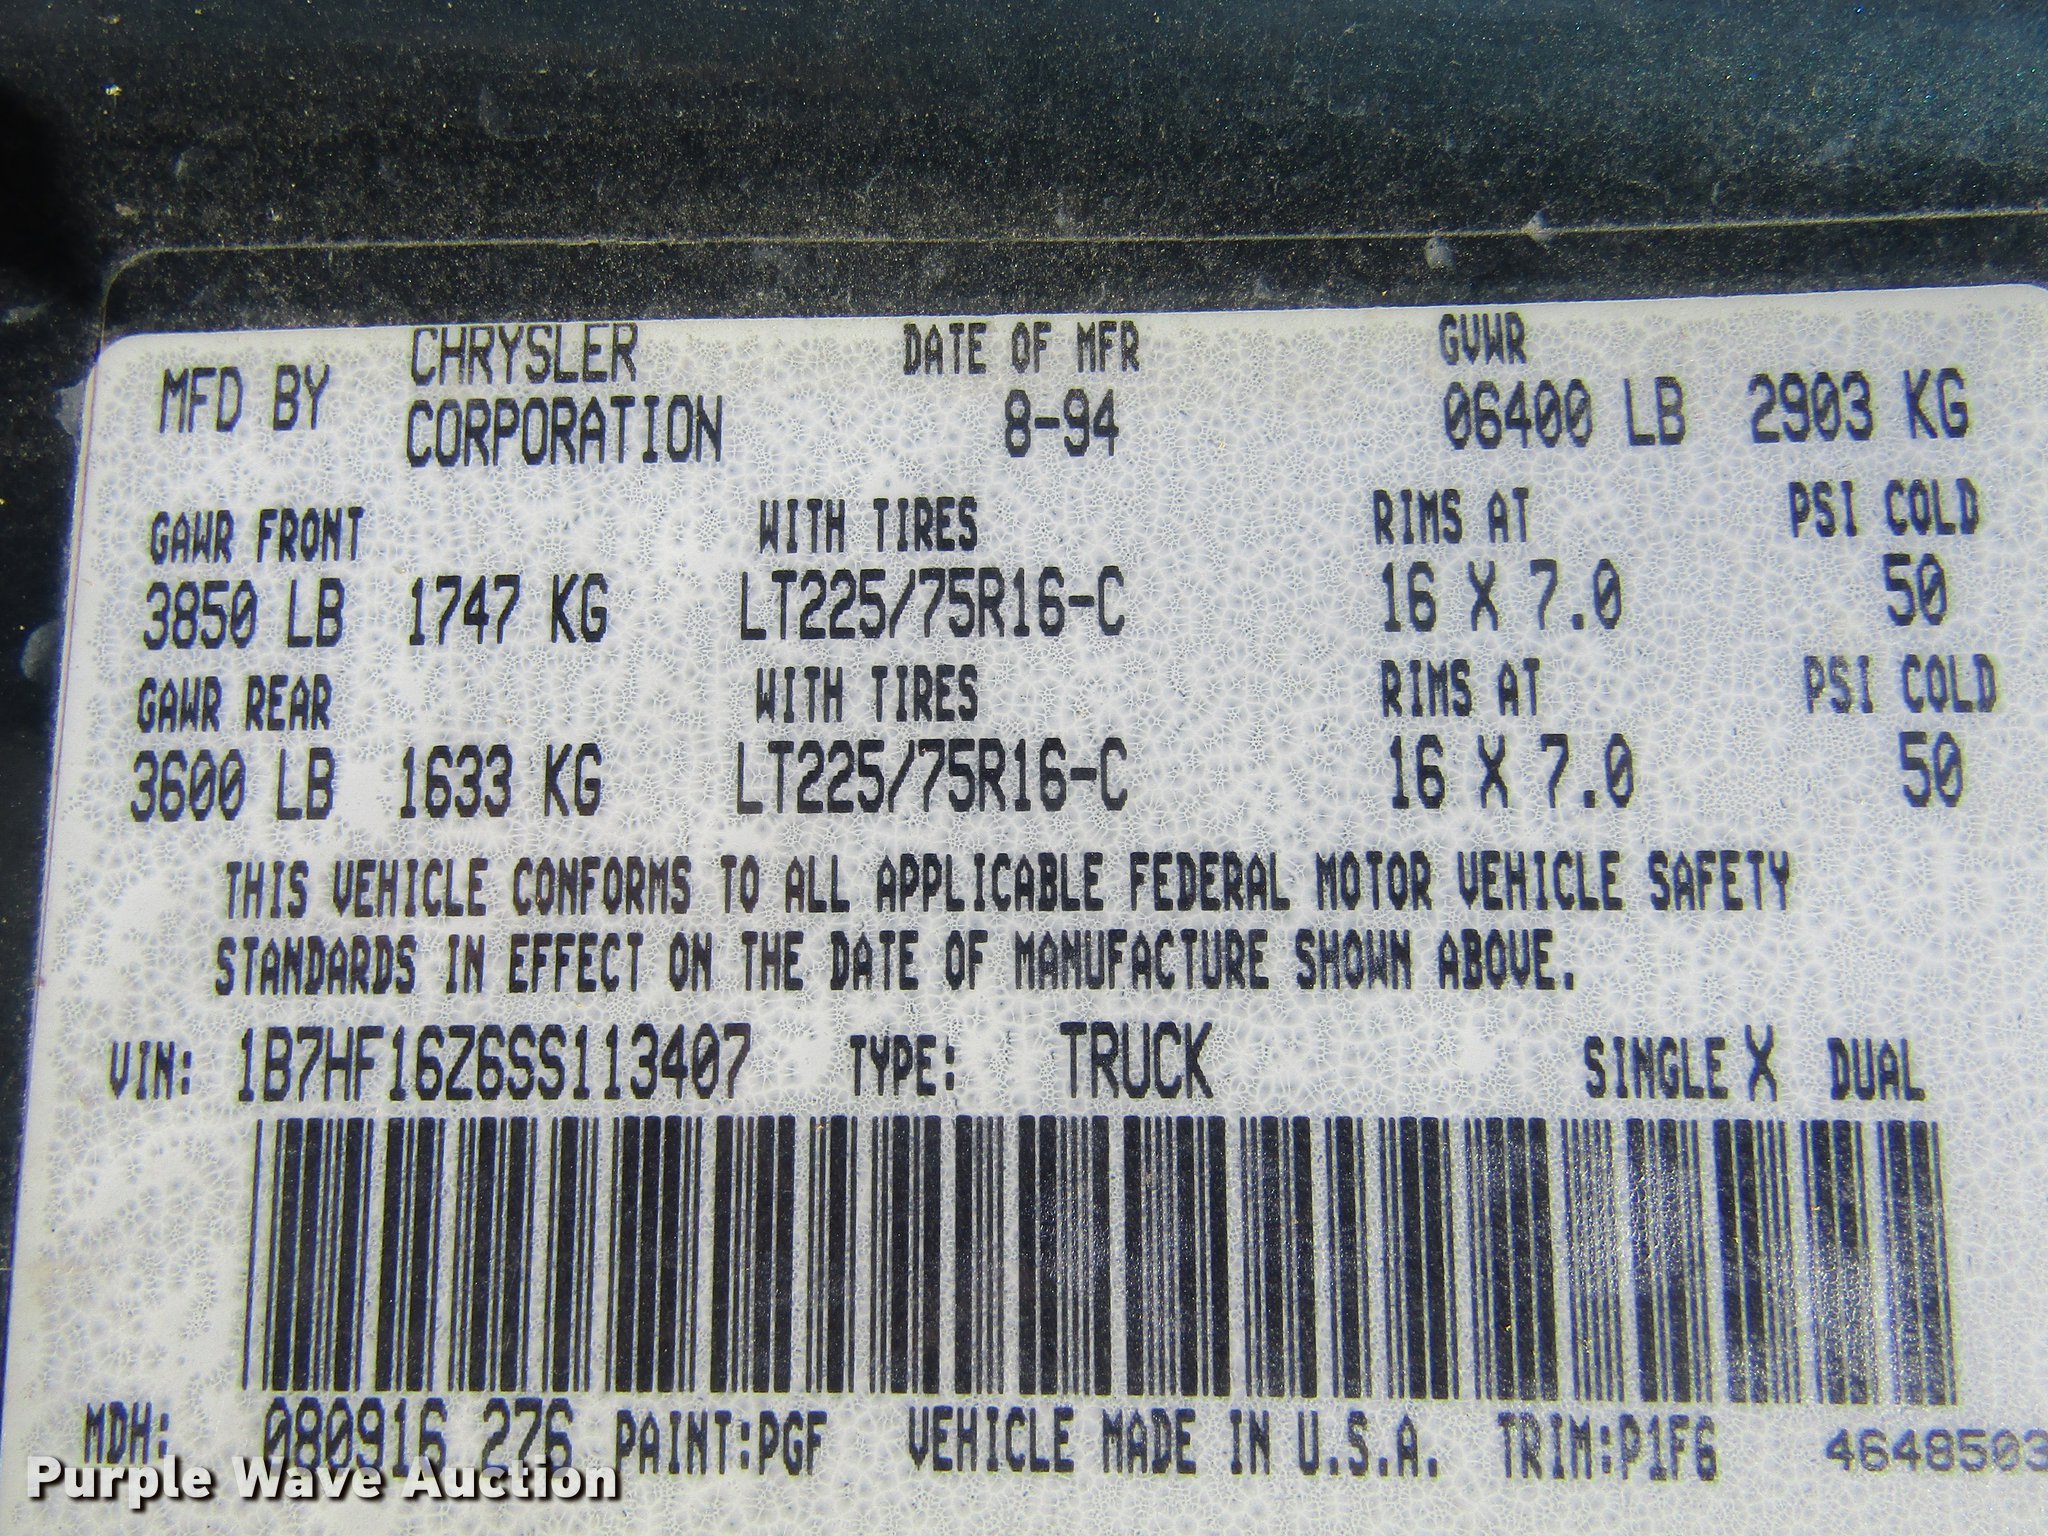 MFD BY CHRYSLER CORPORATION DATE OF MFR 8-94 GVWR 06400 LB 2903 KG
GAWR FRONT WITH TIRES RIMS AT PSI COLD
3850 LB 1747 KG LT225/75R16-C 16 X 7.0 50
GAWR REAR WITH TIRES RIMS AT PSI COLD
3600 LB 1633 KG LT225/75R16-C 16 X 7.0 50
THIS VEHICLE CONFORMS TO ALL APPLICABLE FEDERAL MOTOR VEHICLE SAFETY
STANDARDS IN EFFECT ON THE DATE OF MANUFACTURE SHOWN ABOVE.
VIN: 1B7HF16Z6SS113407 TYPE: TRUCK SINGLE X DUAL
MDH: 080916 276 PAINT:PGF VEHICLE MADE IN U.S.A. TRIM:P1F6 4648503
Purple Wave Auction